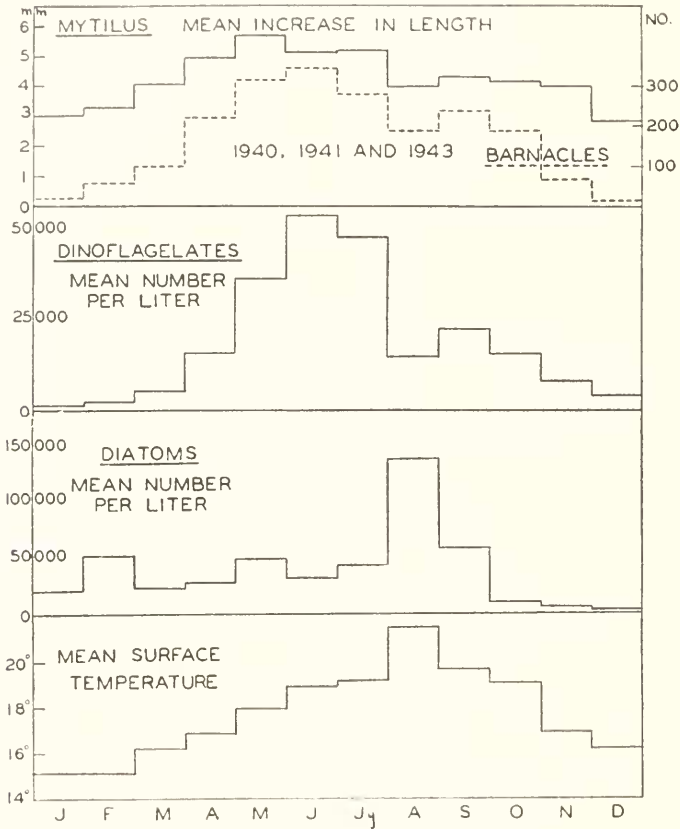 m/m MYTILUS MEAN INCREASE IN LENGTH NO.
6
5
4
3
2
1
0
300
200
100
1940, 1941 AND 1943 BARNACLES
50000
25000
0
DINOFLAGELATES
MEAN NUMBER
PER LITER
150000
100000
50000
0
DIATOMS
MEAN NUMBER
PER LITER
20°
18°
16°
14°
MEAN SURFACE
TEMPERATURE
J F M A M J Jy A S O N D